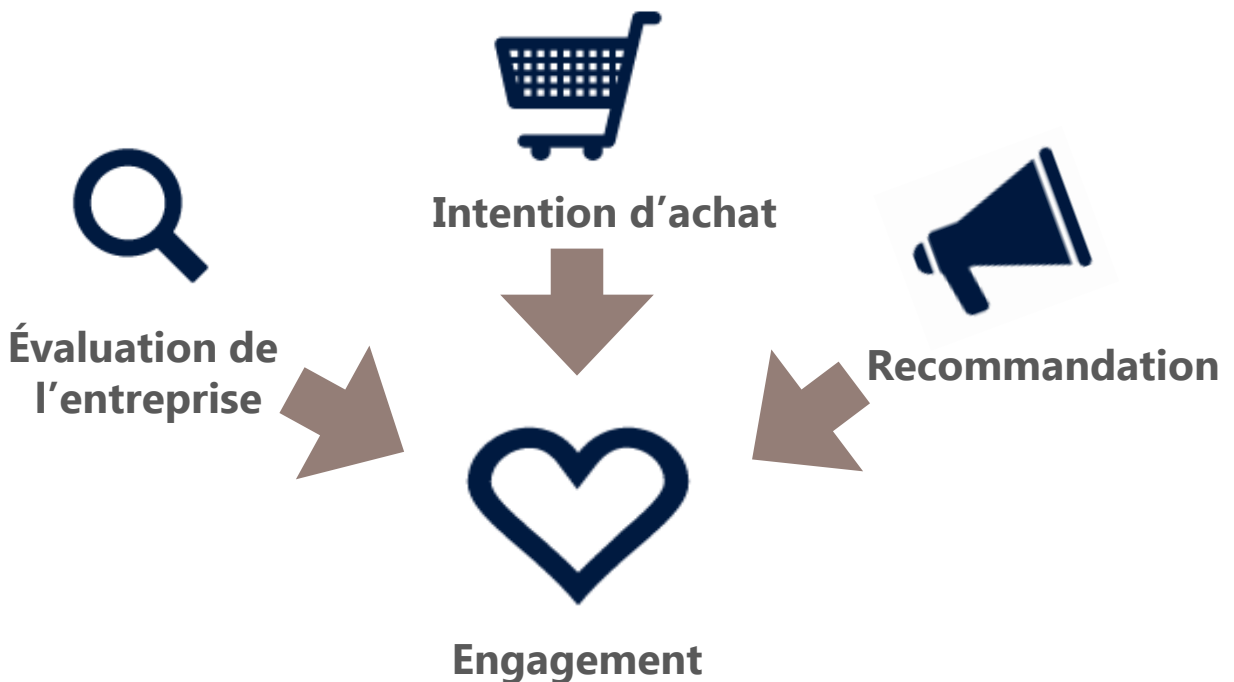 Intention d’achat
Évaluation de
l’entreprise
Recommandation
Engagement